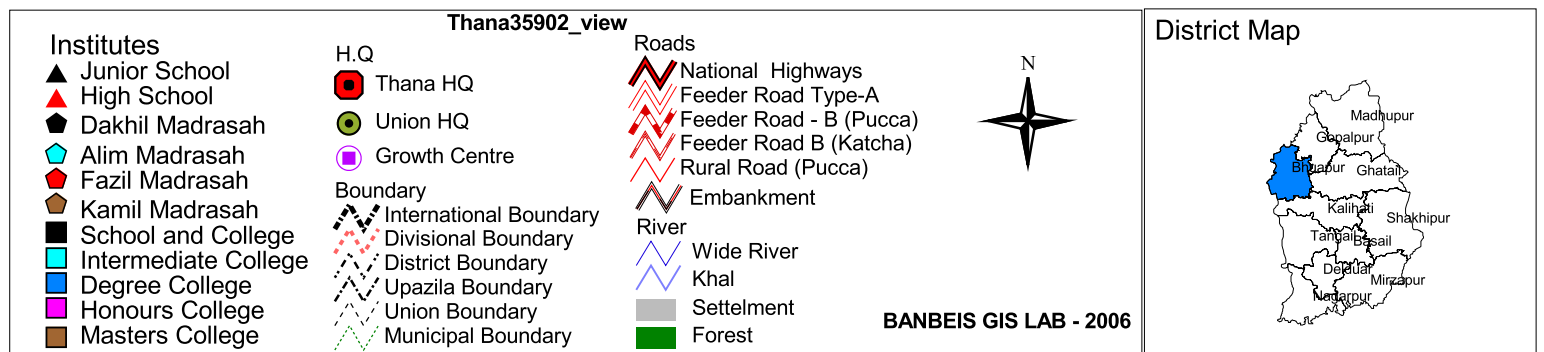 Thana35902_view
Institutes
Junior School
High School
Dakhil Madrasah
Alim Madrasah
Fazil Madrasah
Kamil Madrasah
School and College
Intermediate College
Degree College
Honours College
Masters College
H.Q
Thana HQ
Union HQ
Growth Centre
Boundary
International Boundary
Divisional Boundary
District Boundary
Upazila Boundary
Union Boundary
Municipal Boundary
Roads
National Highways
Feeder Road Type-A
Feeder Road - B (Pucca)
Feeder Road B (Katcha)
Rural Road (Pucca)
Embankment
River
Wide River
Khal
Settelment
Forest
N
BANBEIS GIS LAB - 2006
District Map
Madhupur
Gopalpur
Bhuapur
Ghatail
Kalihati
Shakhipur
Tangail
Basail
Delduar
Mirzapur
Nagarpur